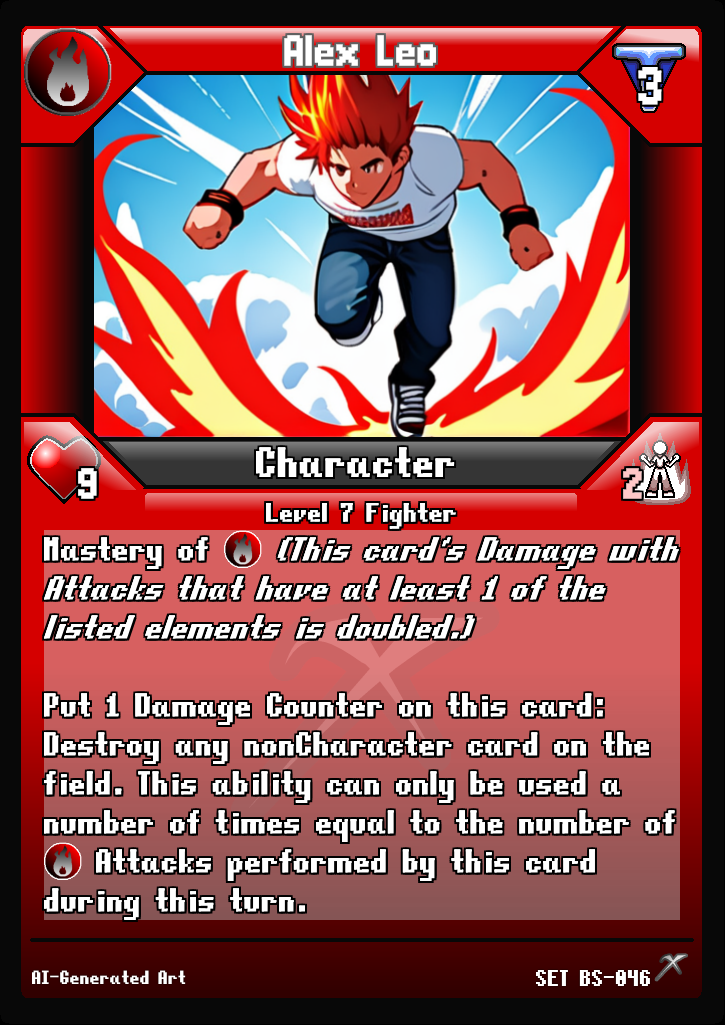 Alex Leo
3
Character
9
2
Level 7 Fighter
Mastery of (This card's Damage with
Attacks that have at least 1 of the
listed elements is doubled.)
Put 1 Damage Counter on this card:
Destroy any nonCharacter card on the
field. This ability can only be used a
number of times equal to the number of
Attacks performed by this card
during this turn.
AI-Generated Art
SET BS-046